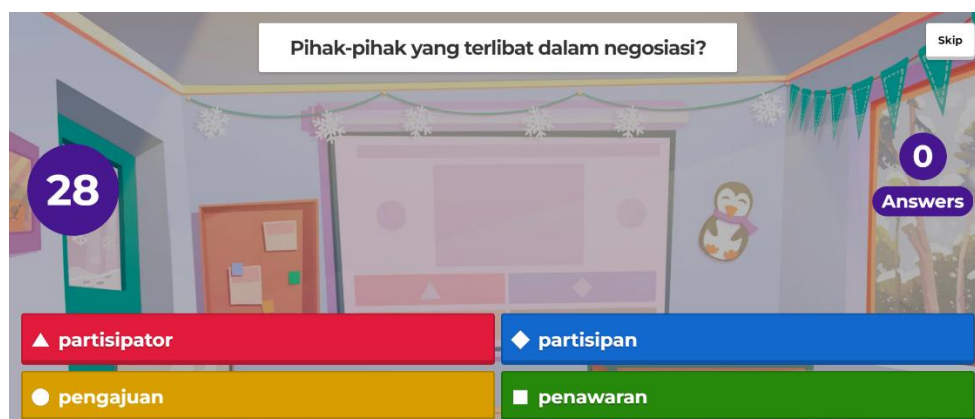 Pihak-pihak yang terlibat dalam negosiasi?
Skip
28
0
Answers
partisipator
partisipan
pengajuan
penawaran